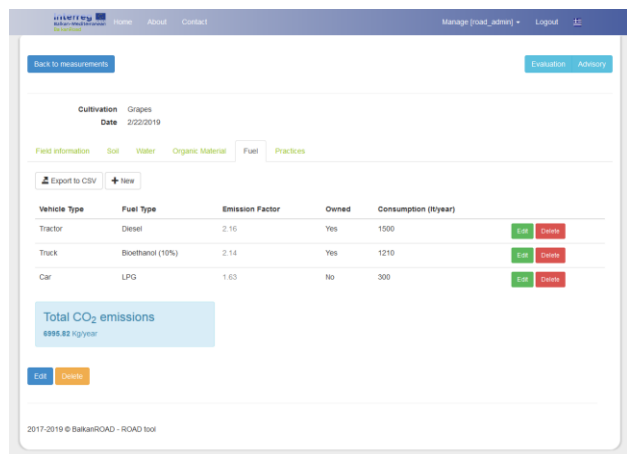 Interreg
Balkan-Mediterranean
Home About Contact Manage [road_admin] Logout
Back to measurements Evaluation Advisory
Cultivation Grapes
Date 2/22/2019
Field information Soil Water Organic Material Fuel Practices
Export to CSV New
Vehicle Type Fuel Type Emission Factor Owned Consumption (lt/year)
Tractor Diesel 2.16 Yes 1500 Edit Delete
Truck Bioethanol (10%) 2.14 Yes 1210 Edit Delete
Car LPG 1.63 No 300 Edit Delete
Total CO₂ emissions
6995.82 Kg/year
Edit Delete
2017-2019 © BalkanROAD - ROAD tool